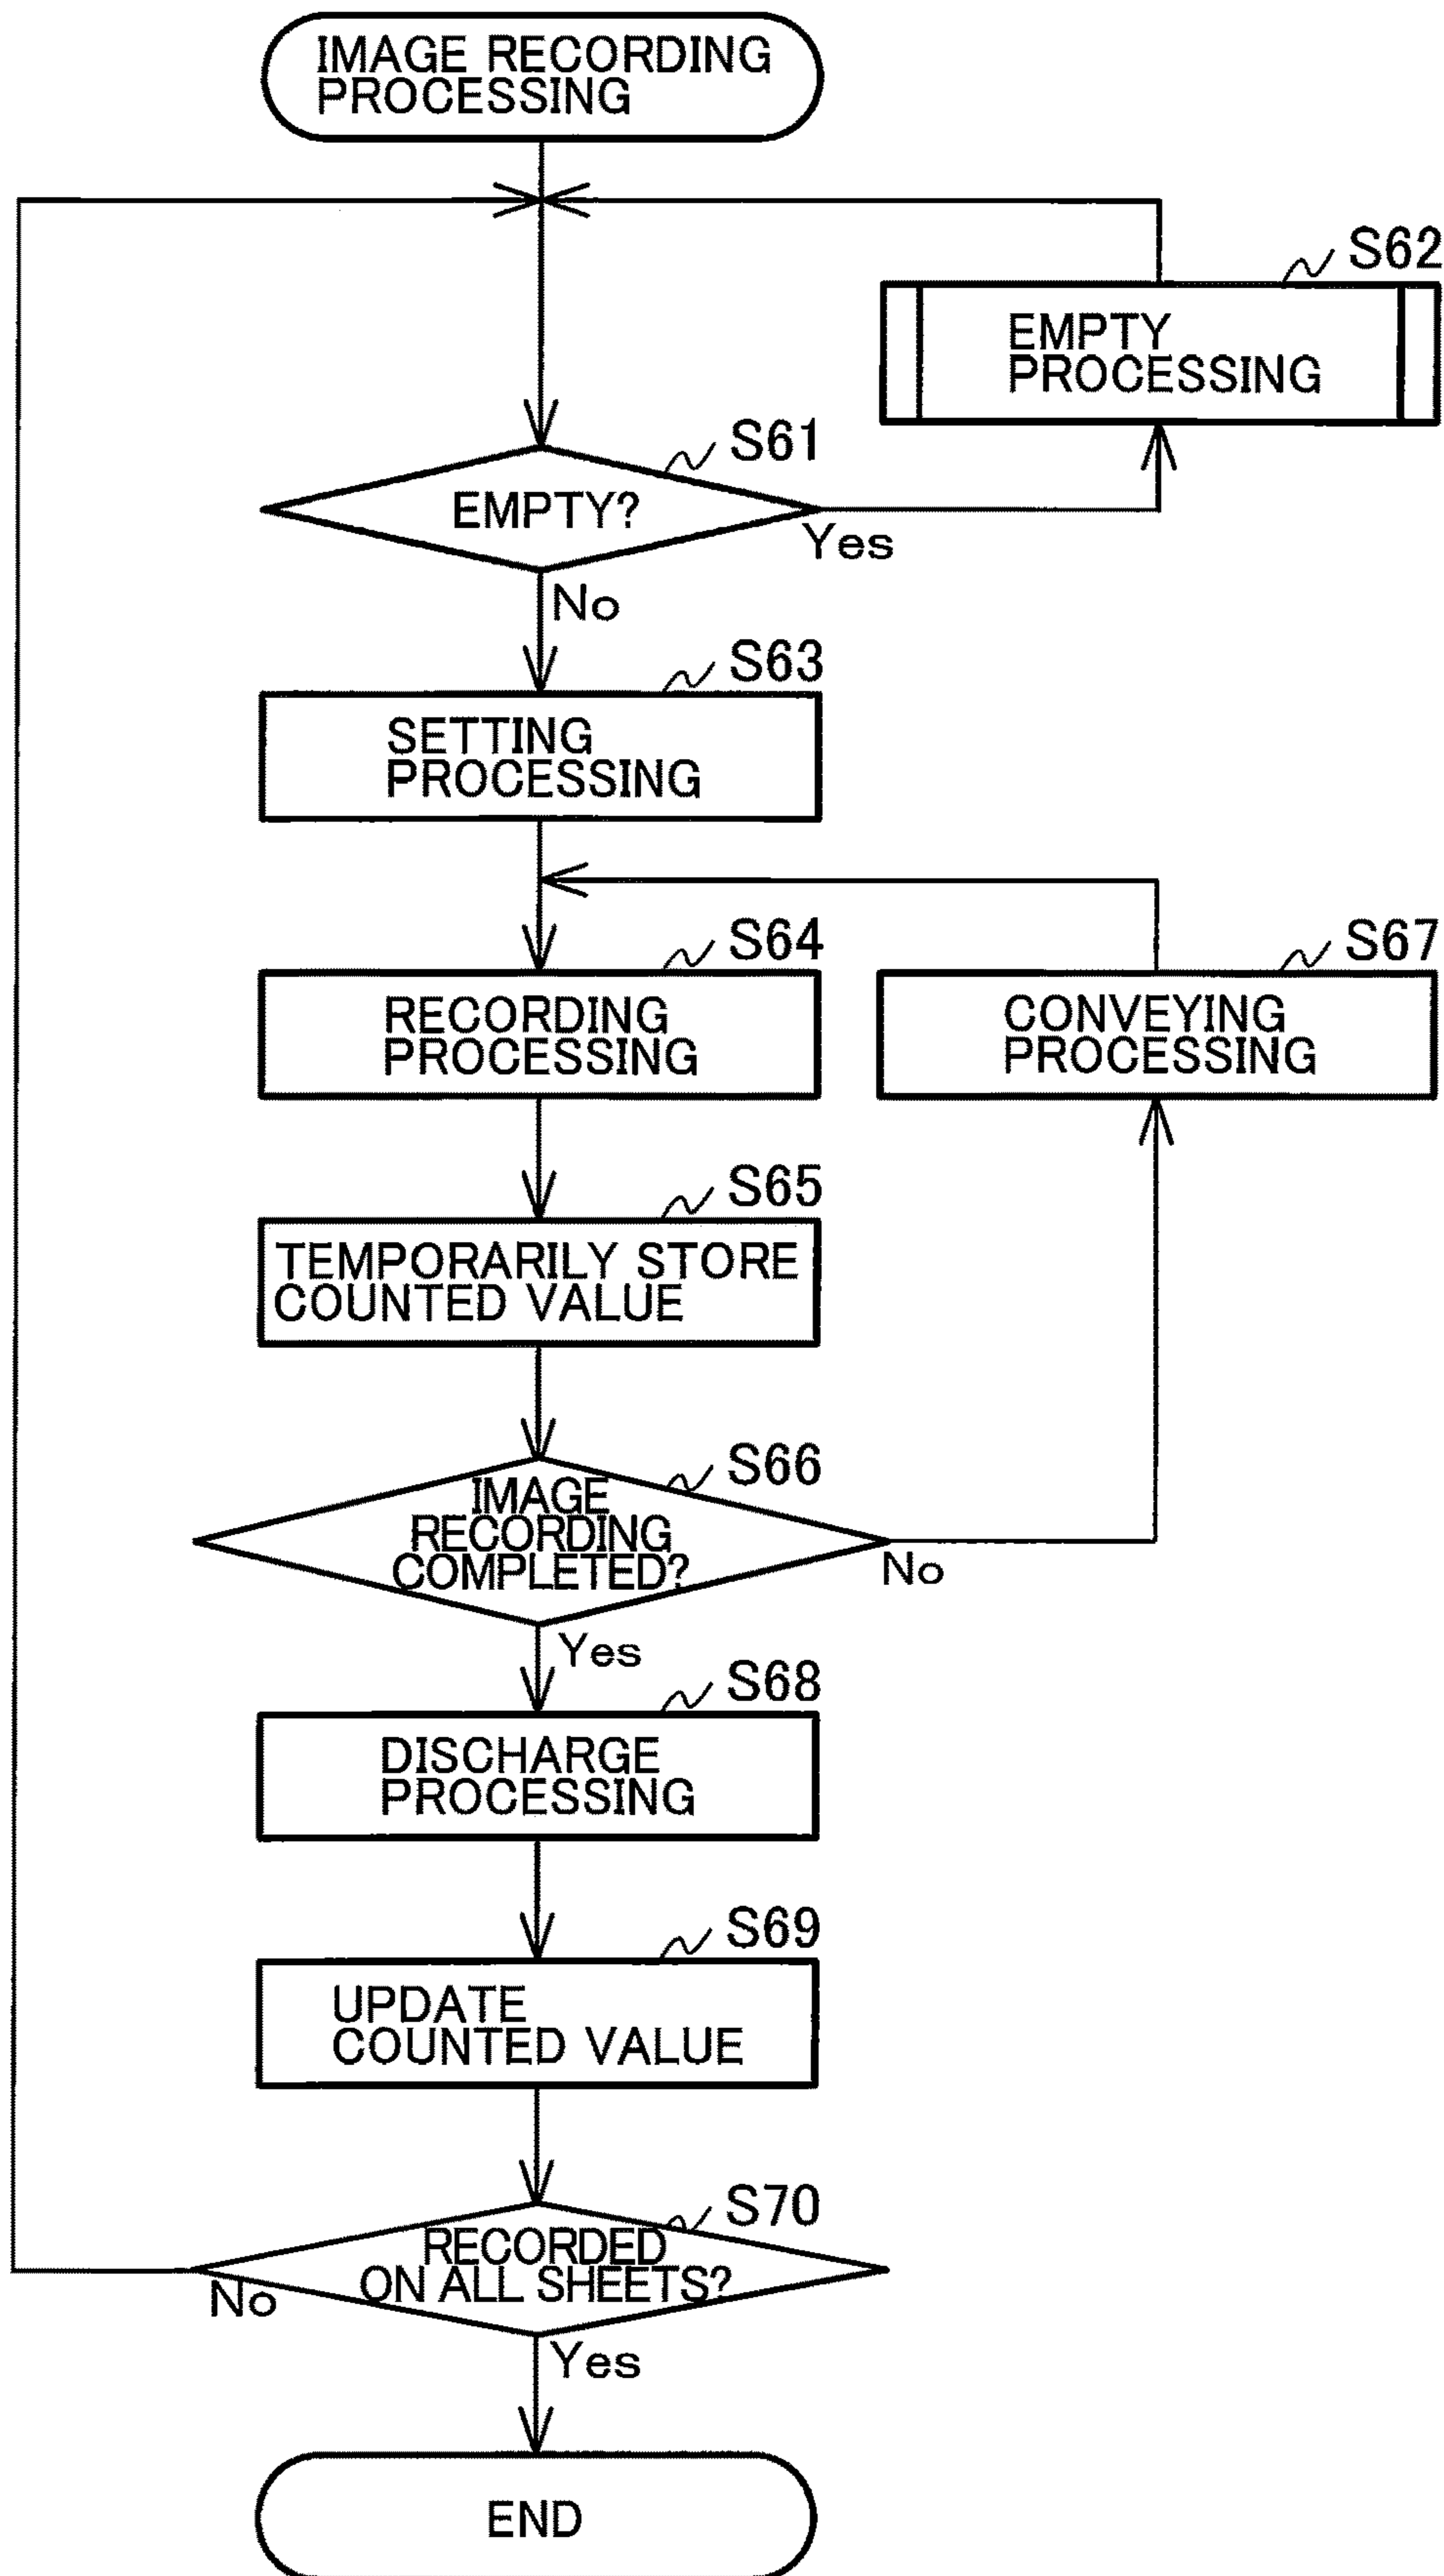 IMAGE RECORDING
PROCESSING
S62
EMPTY
PROCESSING
S61
EMPTY?
Yes
No
S63
SETTING
PROCESSING
S64
RECORDING
PROCESSING
S67
CONVEYING
PROCESSING
S65
TEMPORARILY STORE
COUNTED VALUE
S66
IMAGE
RECORDING
COMPLETED?
No
Yes
S68
DISCHARGE
PROCESSING
S69
UPDATE
COUNTED VALUE
S70
RECORDED
ON ALL SHEETS?
No
Yes
END